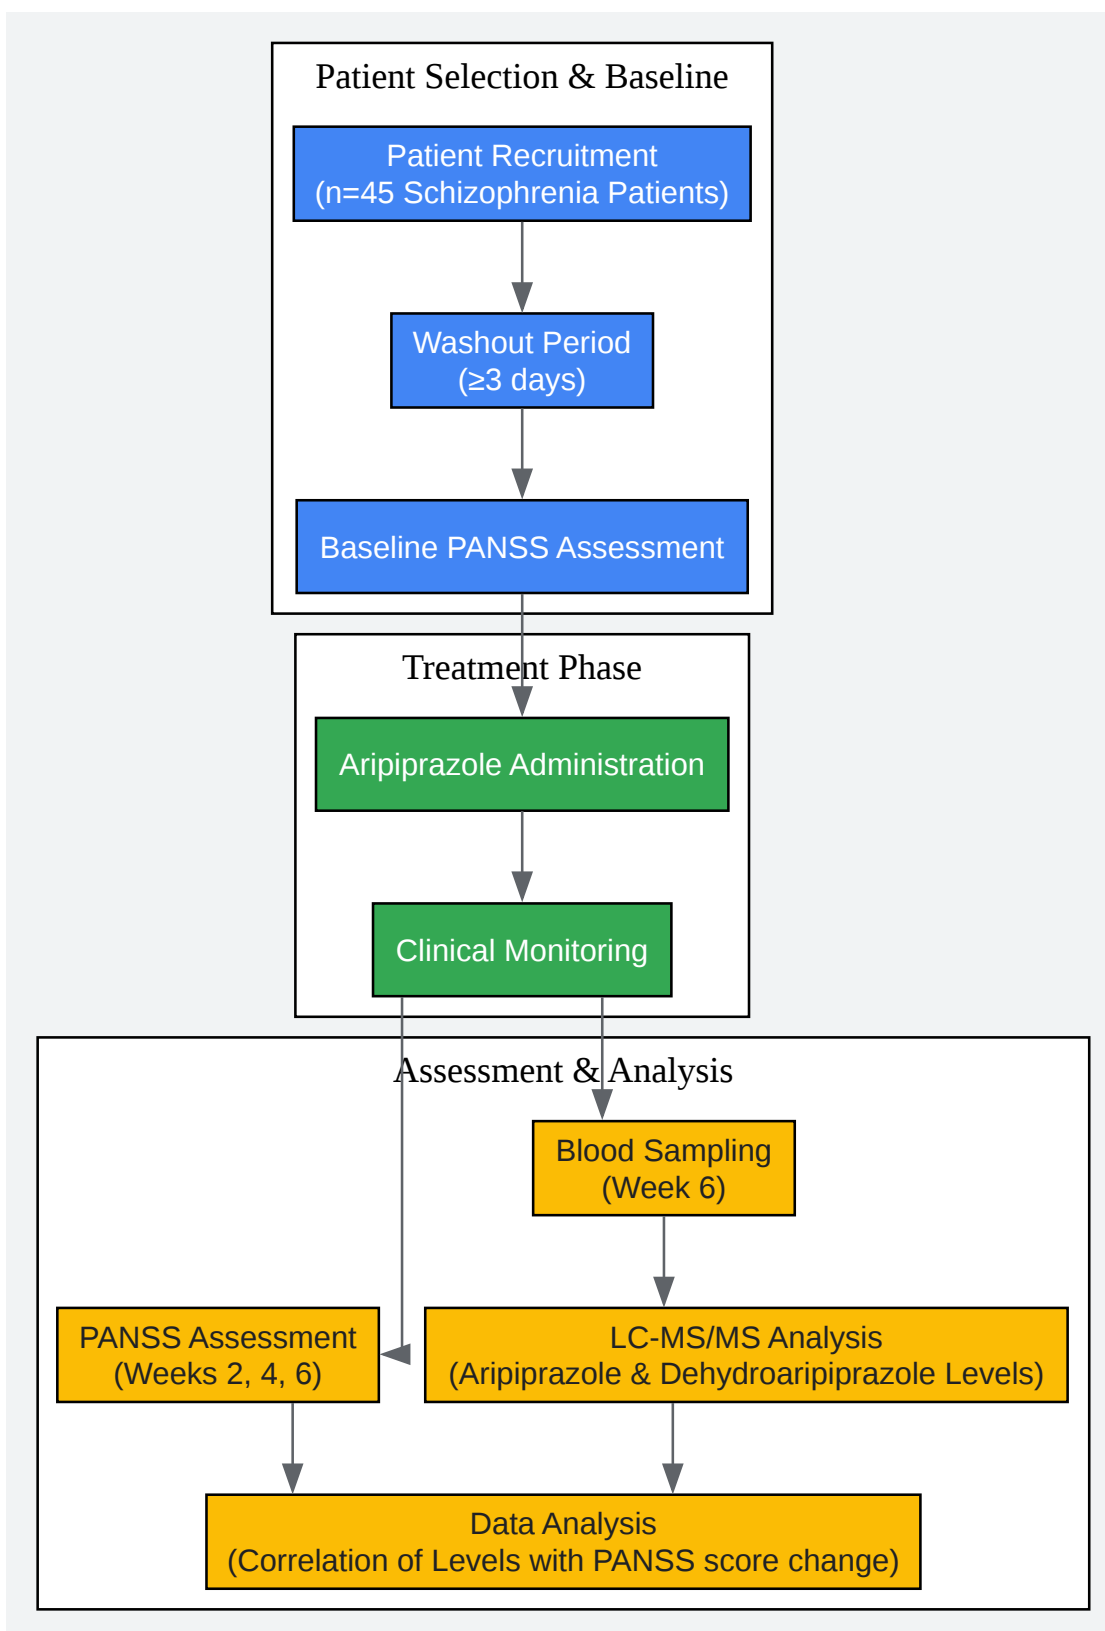 Patient Selection & Baseline
Patient Recruitment
(n=45 Schizophrenia Patients)
Washout Period
(≥3 days)
Baseline PANSS Assessment
Treatment Phase
Aripiprazole Administration
Clinical Monitoring
Assessment & Analysis
Blood Sampling
(Week 6)
PANSS Assessment
(Weeks 2, 4, 6)
LC-MS/MS Analysis
(Aripiprazole & Dehydroaripiprazole Levels)
Data Analysis
(Correlation of Levels with PANSS score change)